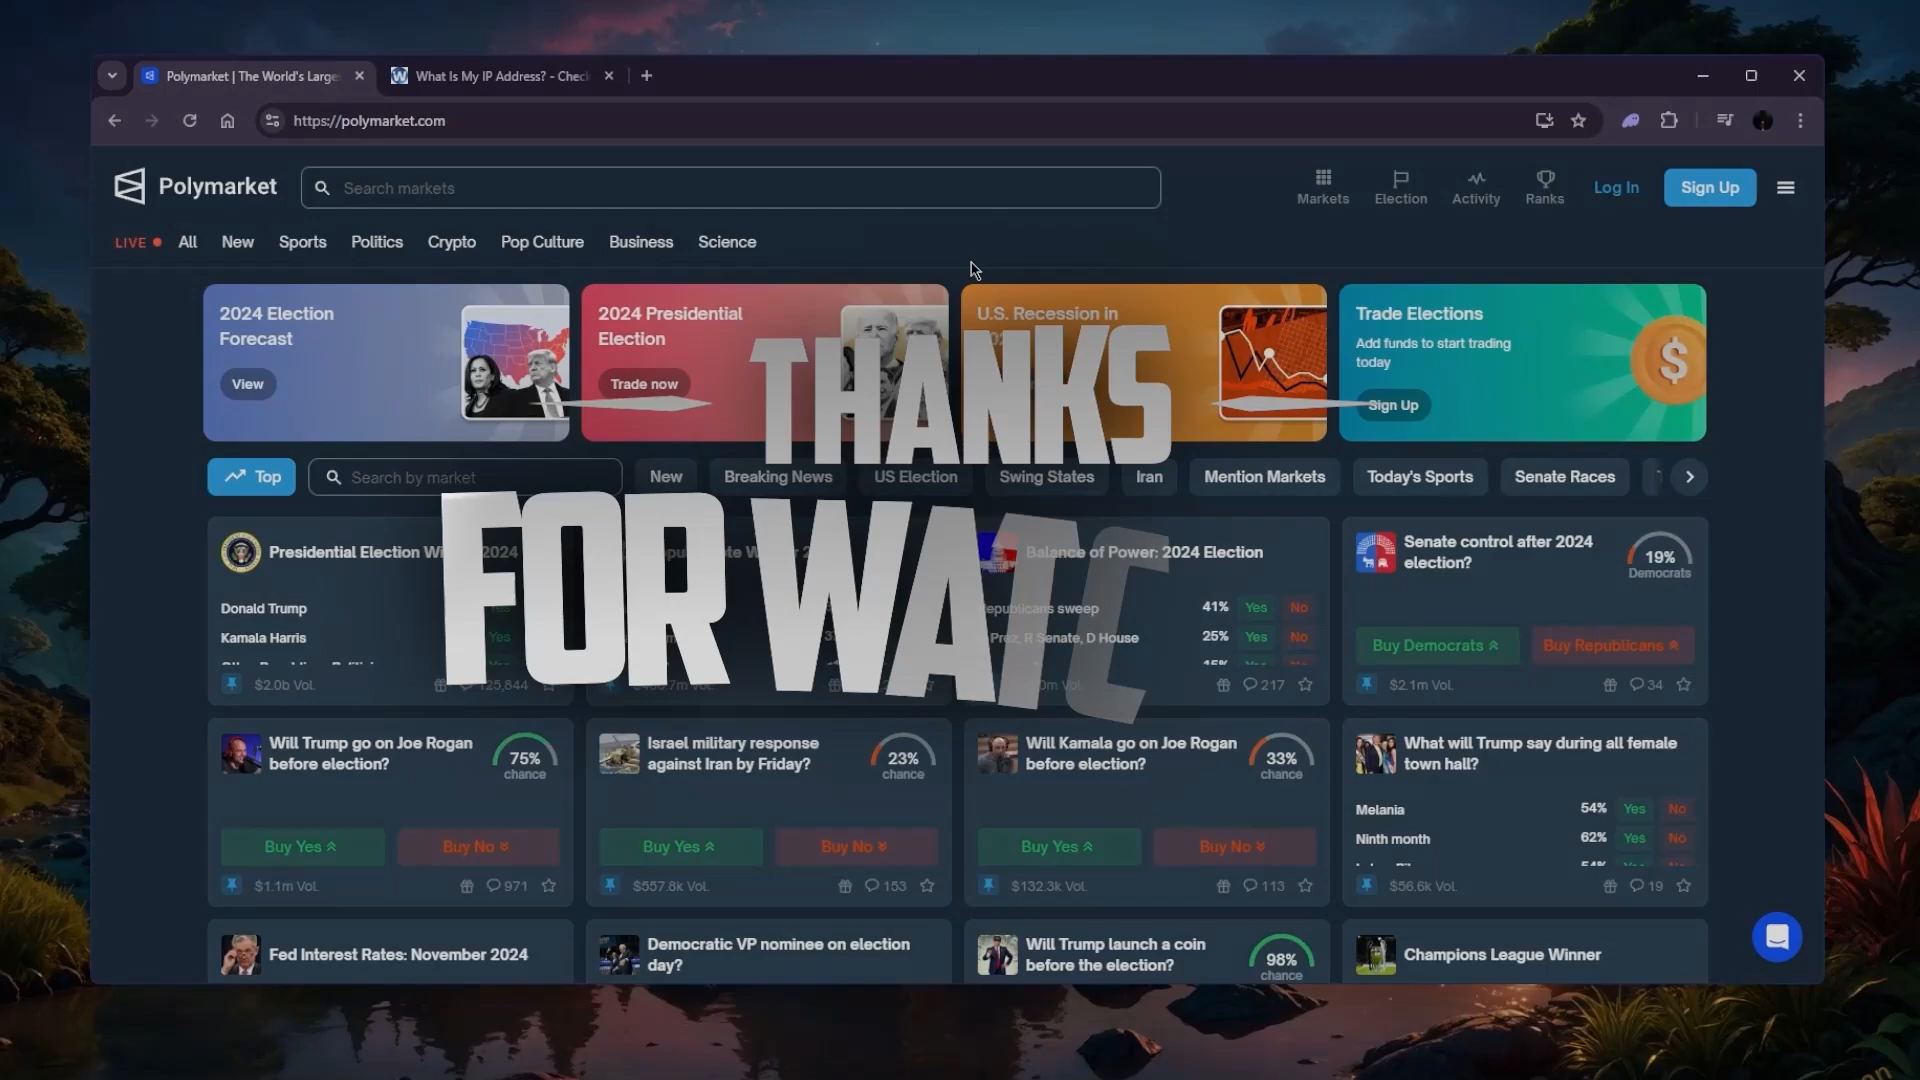 Polymarket | The World's Large
What Is My IP Address? - Chec
https://polymarket.com
Polymarket
Search markets
Markets
Election
Activity
Ranks
Log In
Sign Up
LIVE
All
New
Sports
Politics
Crypto
Pop Culture
Business
Science
2024 Election
Forecast
View
2024 Presidential
Election
Trade now
U.S. Recession in
Trade Elections
Add funds to start trading
today
Sign Up
THANKS
FOR WATC
Top
Search by market
New
Breaking News
US Election
Swing States
Iran
Mention Markets
Today's Sports
Senate Races
Presidential Election Wi 2024
Donald Trump
Kamala Harris
Yes
$2.0b Vol.
125,844
Balance of Power: 2024 Election
Republicans sweep
41%
Yes
No
Prez, R Senate, D House
25%
Yes
No
217
Senate control after 2024
election?
19%
Democrats
Buy Democrats
Buy Republicans
$2.1m Vol.
34
Will Trump go on Joe Rogan
before election?
75%
chance
Buy Yes
Buy No
$1.1m Vol.
971
Israel military response
against Iran by Friday?
23%
chance
Buy Yes
Buy No
$557.8k Vol.
153
Will Kamala go on Joe Rogan
before election?
33%
chance
Buy Yes
Buy No
$132.3k Vol.
113
What will Trump say during all female
town hall?
Melania
54%
Yes
No
Ninth month
62%
Yes
No
54%
$56.6k Vol.
19
Fed Interest Rates: November 2024
Democratic VP nominee on election
day?
Will Trump launch a coin
before the election?
98%
chance
Champions League Winner